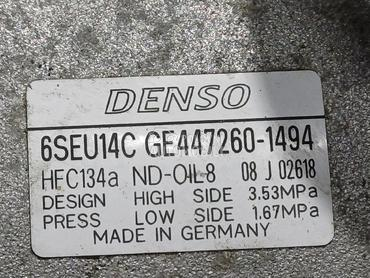 DENSO
6SEU14C GE447260-1494
HFC134a ND-OIL8 08 J 02618
DESIGN HIGH SIDE 3.53MPa
PRESS LOW SIDE 1.67MPa
MADE IN GERMANY